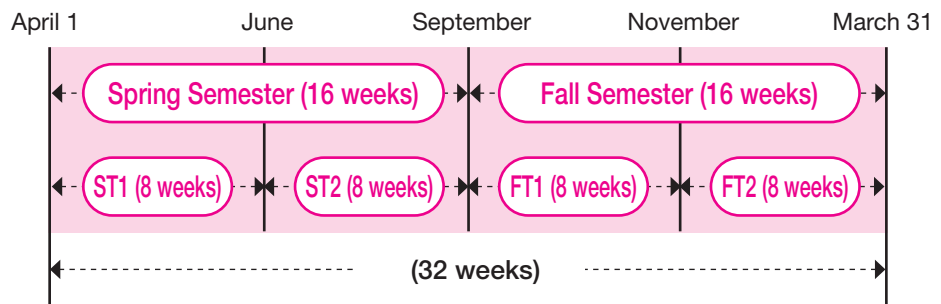 April 1 June September November March 31
Spring Semester (16 weeks) Fall Semester (16 weeks)
ST1 (8 weeks) ST2 (8 weeks) FT1 (8 weeks) FT2 (8 weeks)
(32 weeks)